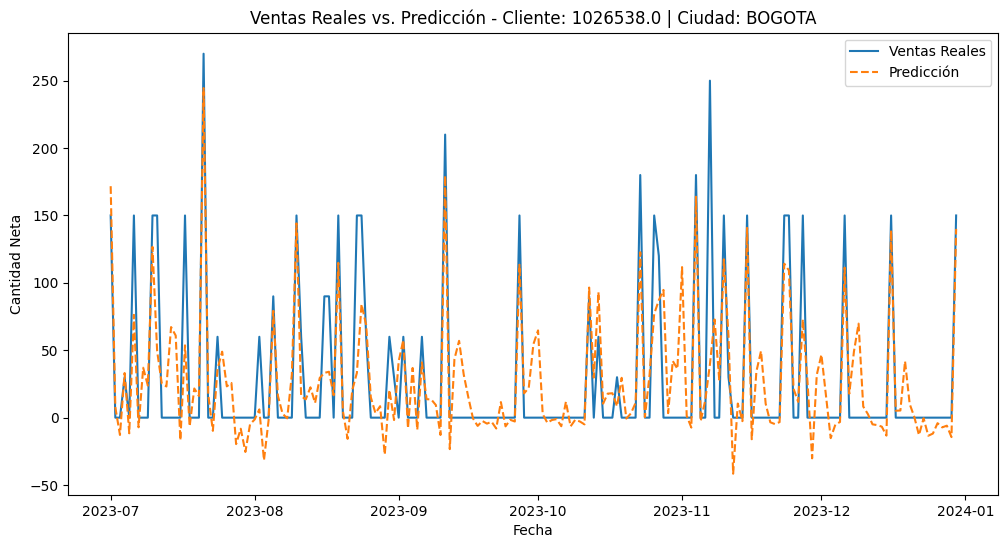 Ventas Reales vs. Predicción - Cliente: 1026538.0 | Ciudad: BOGOTA
Ventas Reales
Predicción
Cantidad Neta
250
200
150
100
50
0
−50
2023-07
2023-08
2023-09
2023-10
2023-11
2023-12
2024-01
Fecha